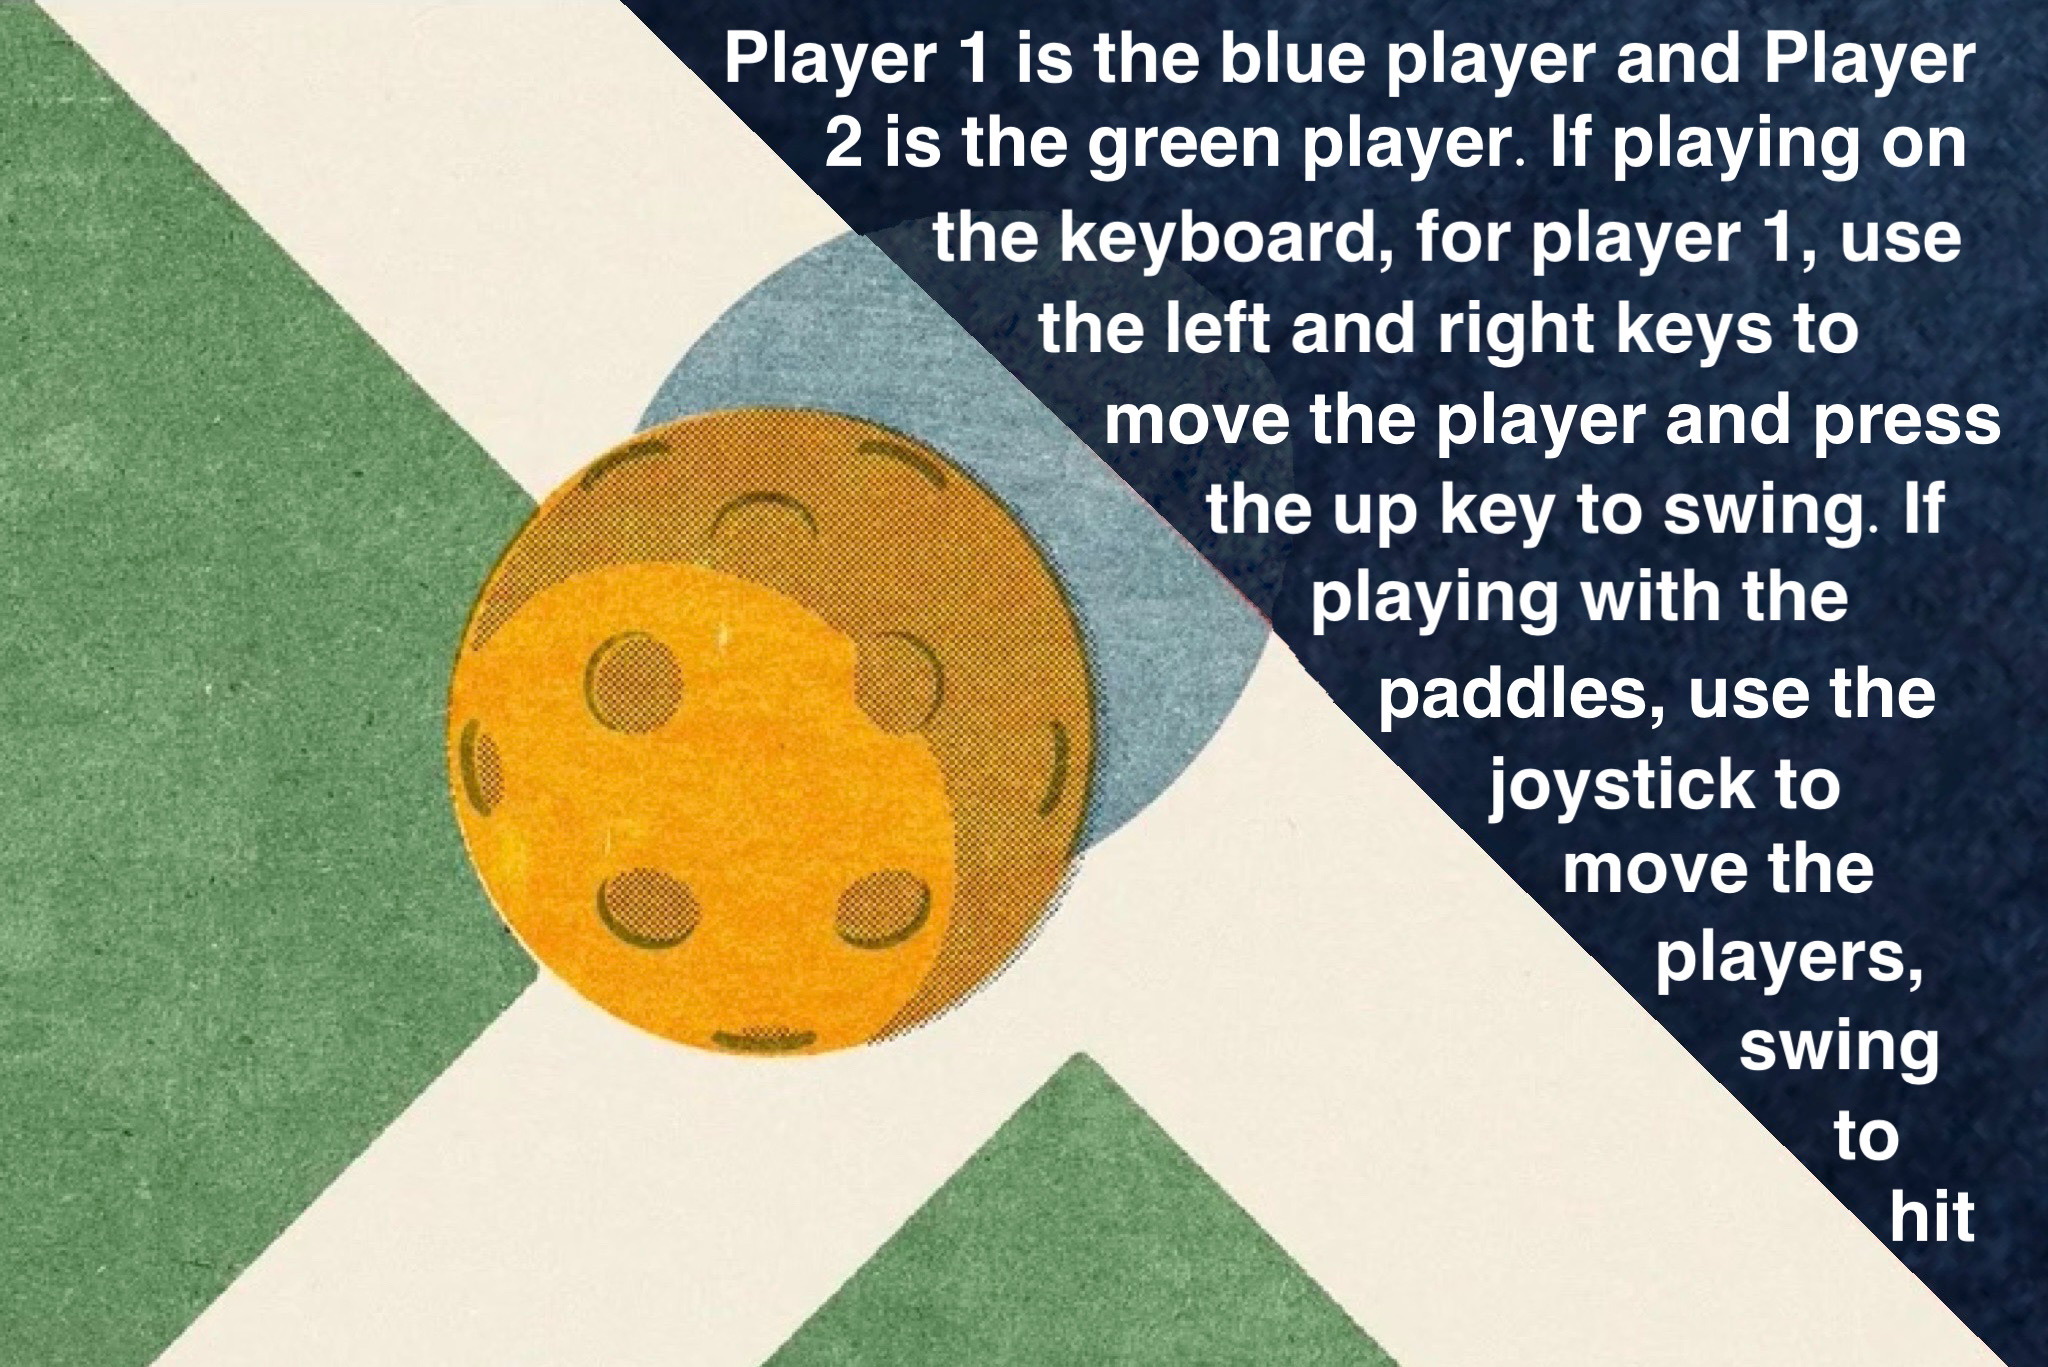 Player 1 is the blue player and Player
2 is the green player. If playing on
the keyboard, for player 1, use
the left and right keys to
move the player and press
the up key to swing. If
playing with the
paddles, use the
joystick to
move the
players,
swing
to
hit